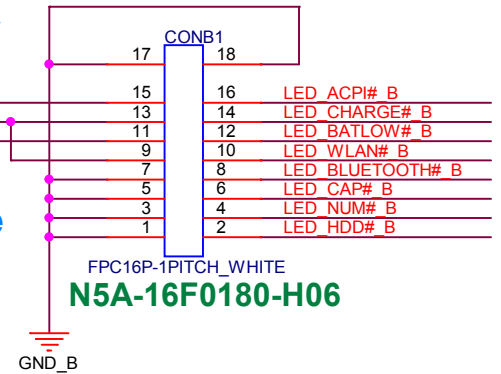 CONB1
17 18
15 16 LED_ACPI#_B
13 14 LED_CHARGE#_B
11 12 LED_BATLOW#_B
9 10 LED_WLAN#_B
7 8 LED_BLUETOOTH#_B
5 6 LED_CAP#_B
3 4 LED_NUM#_B
1 2 LED_HDD#_B
FPC16P-1PITCH_WHITE
N5A-16F0180-H06
GND_B